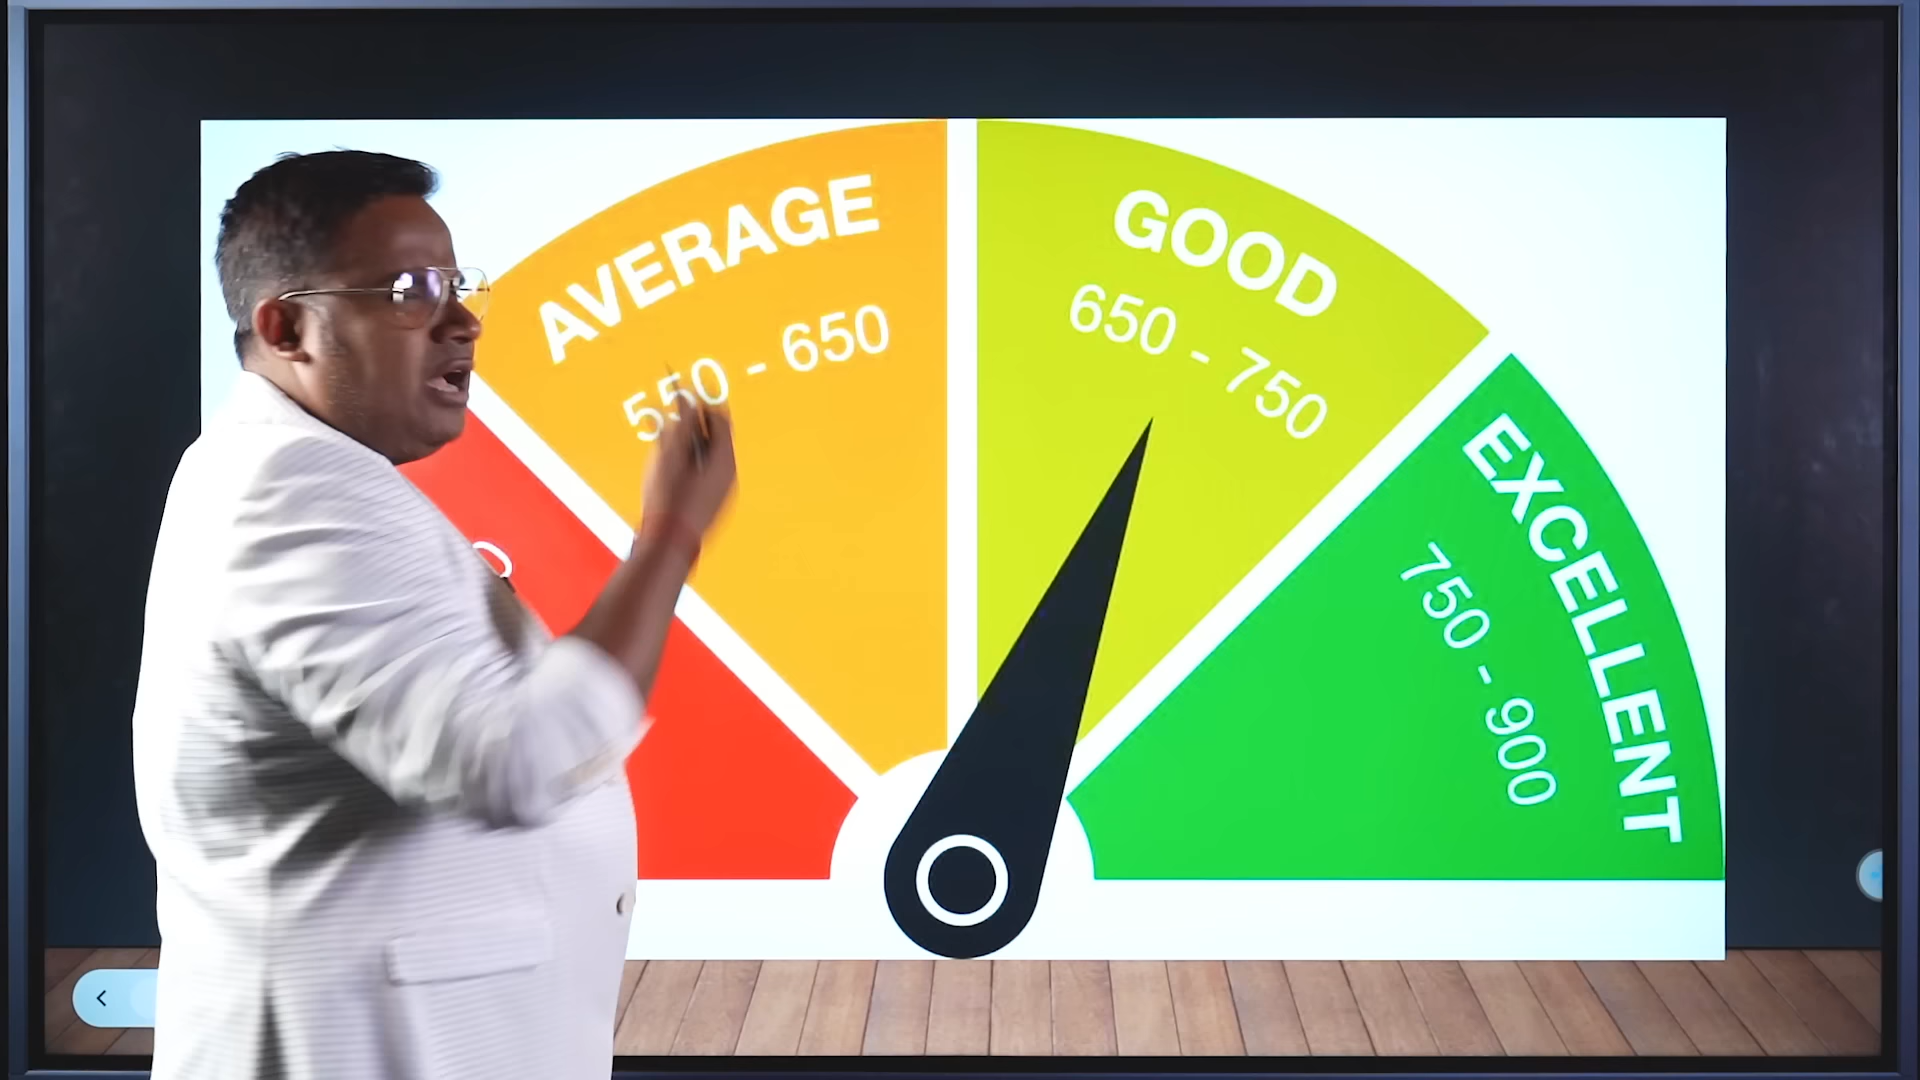 AVERAGE
550 - 650
GOOD
650 - 750
EXCELLENT
750 - 900